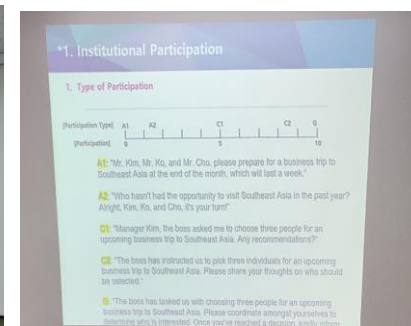 *1. Institutional Participation
1. Type of Participation
[Participation Type] A1 A2 C1 C2 G
[Participation] 0 5 10
A1: "Mr. Kim, Mr. Ko, and Mr. Cho, please prepare for a business trip to
Southeast Asia at the end of the month, which will last a week."
A2: "Who hasn't had the opportunity to visit Southeast Asia in the past year?
Alright, Kim, Ko, and Cho, it's your turn!"
C1: "Manager Kim, the boss asked me to choose three people for an
upcoming business trip to Southeast Asia. Any recommendations?"
C2: "The boss has instructed us to pick three individuals for an upcoming
business trip to Southeast Asia. Please share your thoughts on who should
be selected."
G: "The boss has tasked us with choosing three people for an upcoming
business trip to Southeast Asia. Please coordinate amongst yourselves to
determine who is interested. Once you've reached a decision, kindly inform